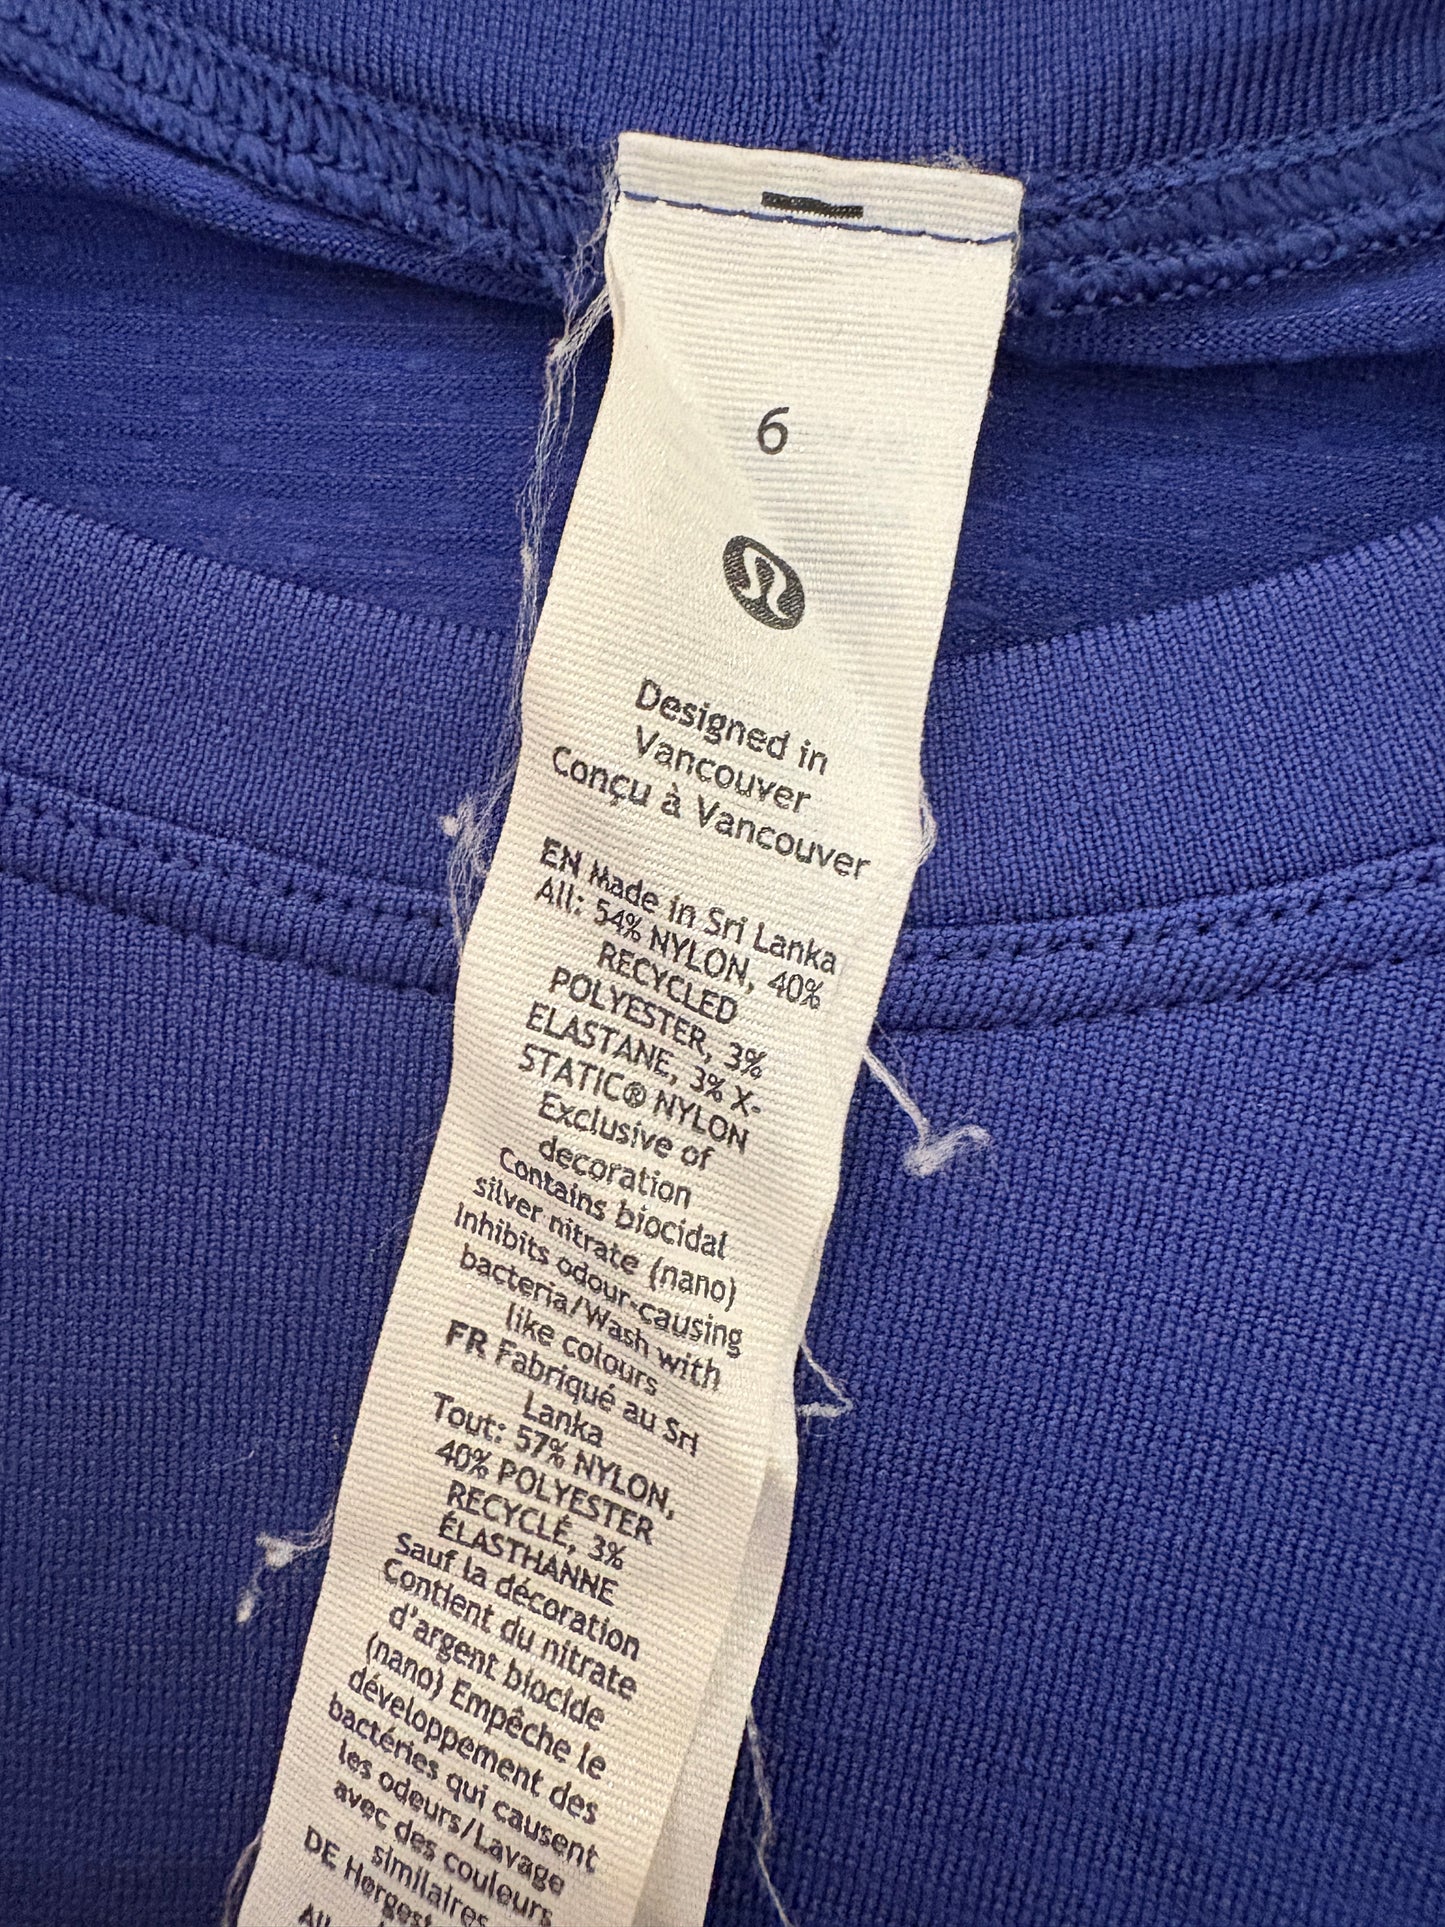 6
Designed in
Vancouver
Conçu à Vancouver
EN Made in Sri Lanka
All: 54% NYLON, 40%
RECYCLED
POLYESTER, 3%
ELASTANE, 3% X-
STATIC® NYLON
Exclusive of
decoration
Contains biocidal
silver nitrate (nano)
Inhibits odour-causing
bacteria/Wash with
like colours
FR Fabriqué au Sri
Lanka
Tout: 57% NYLON,
40% POLYESTER
RECYCLÉ, 3%
ÉLASTHANNE
Sauf la décoration
Contient du nitrate
d'argent biocide
(nano) Empêche le
développement des
bactéries qui causent
les odeurs/Lavage
avec des couleurs
similaires
DE